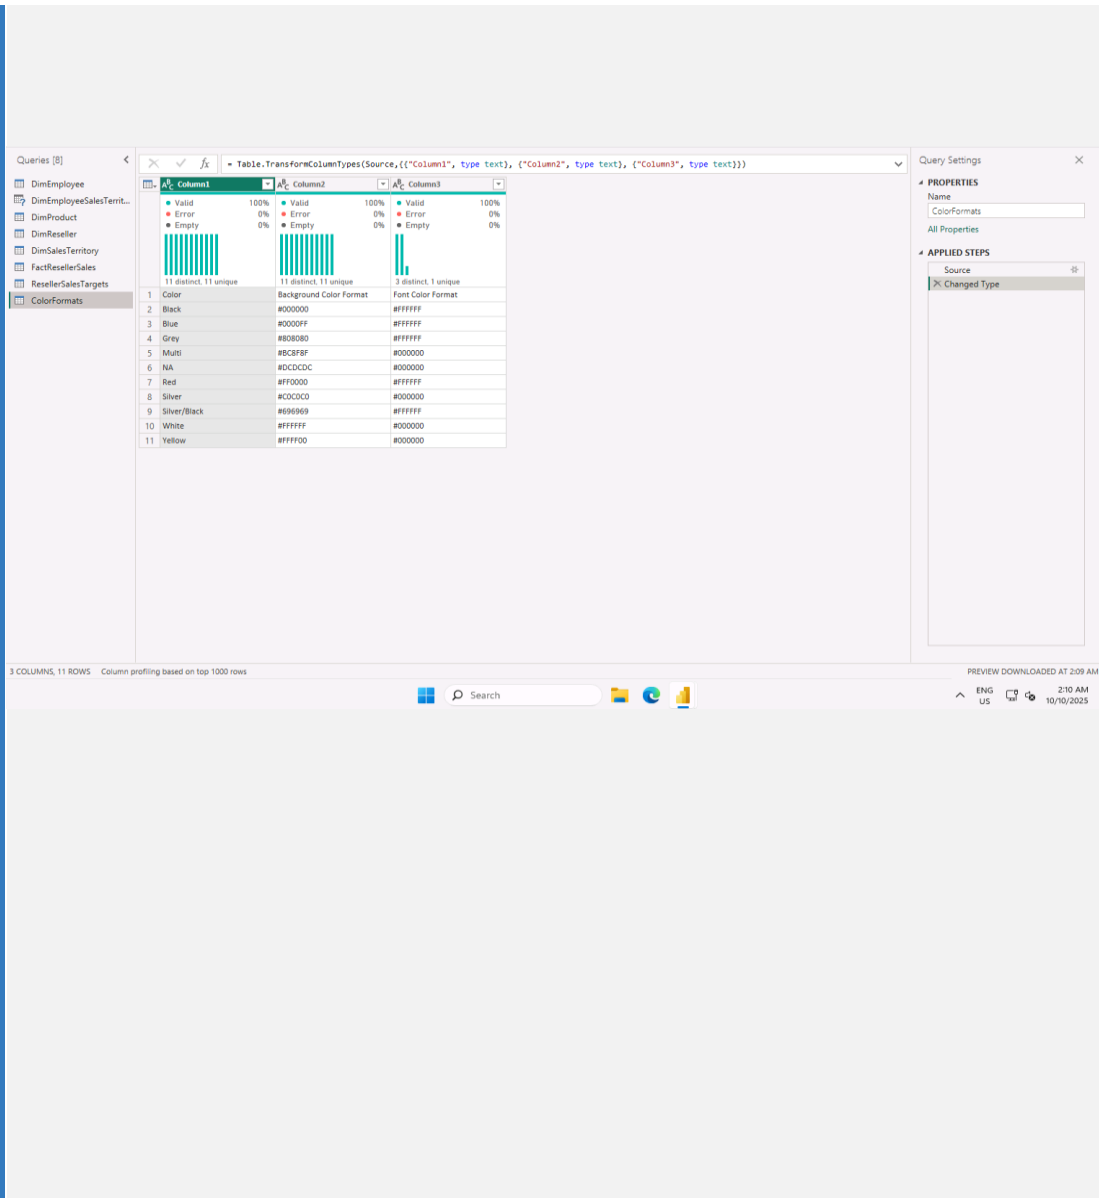 Queries [8]
= Table.TransformColumnTypes(Source,{{"Column1", type text}, {"Column2", type text}, {"Column3", type text}})
DimEmployee
DimEmployeeSalesTerrit...
DimProduct
DimReseller
DimSalesTerritory
FactResellerSales
ResellerSalesTargets
ColorFormats
Column1 Column2 Column3
Valid 100% Valid 100% Valid 100%
Error 0% Error 0% Error 0%
Empty 0% Empty 0% Empty 0%
11 distinct, 11 unique 11 distinct, 11 unique 3 distinct, 1 unique
1 Color Background Color Format Font Color Format
2 Black #000000 #FFFFFF
3 Blue #0000FF #FFFFFF
4 Grey #808080 #FFFFFF
5 Multi #BC8F8F #000000
6 NA #DCDCDC #000000
7 Red #FF0000 #FFFFFF
8 Silver #C0C0C0 #000000
9 Silver/Black #696969 #FFFFFF
10 White #FFFFFF #000000
11 Yellow #FFFF00 #000000
Query Settings
PROPERTIES
Name
ColorFormats
All Properties
APPLIED STEPS
Source
Changed Type
3 COLUMNS, 11 ROWS Column profiling based on top 1000 rows
PREVIEW DOWNLOADED AT 2:09 AM
Search
ENG
US
2:10 AM
10/10/2025